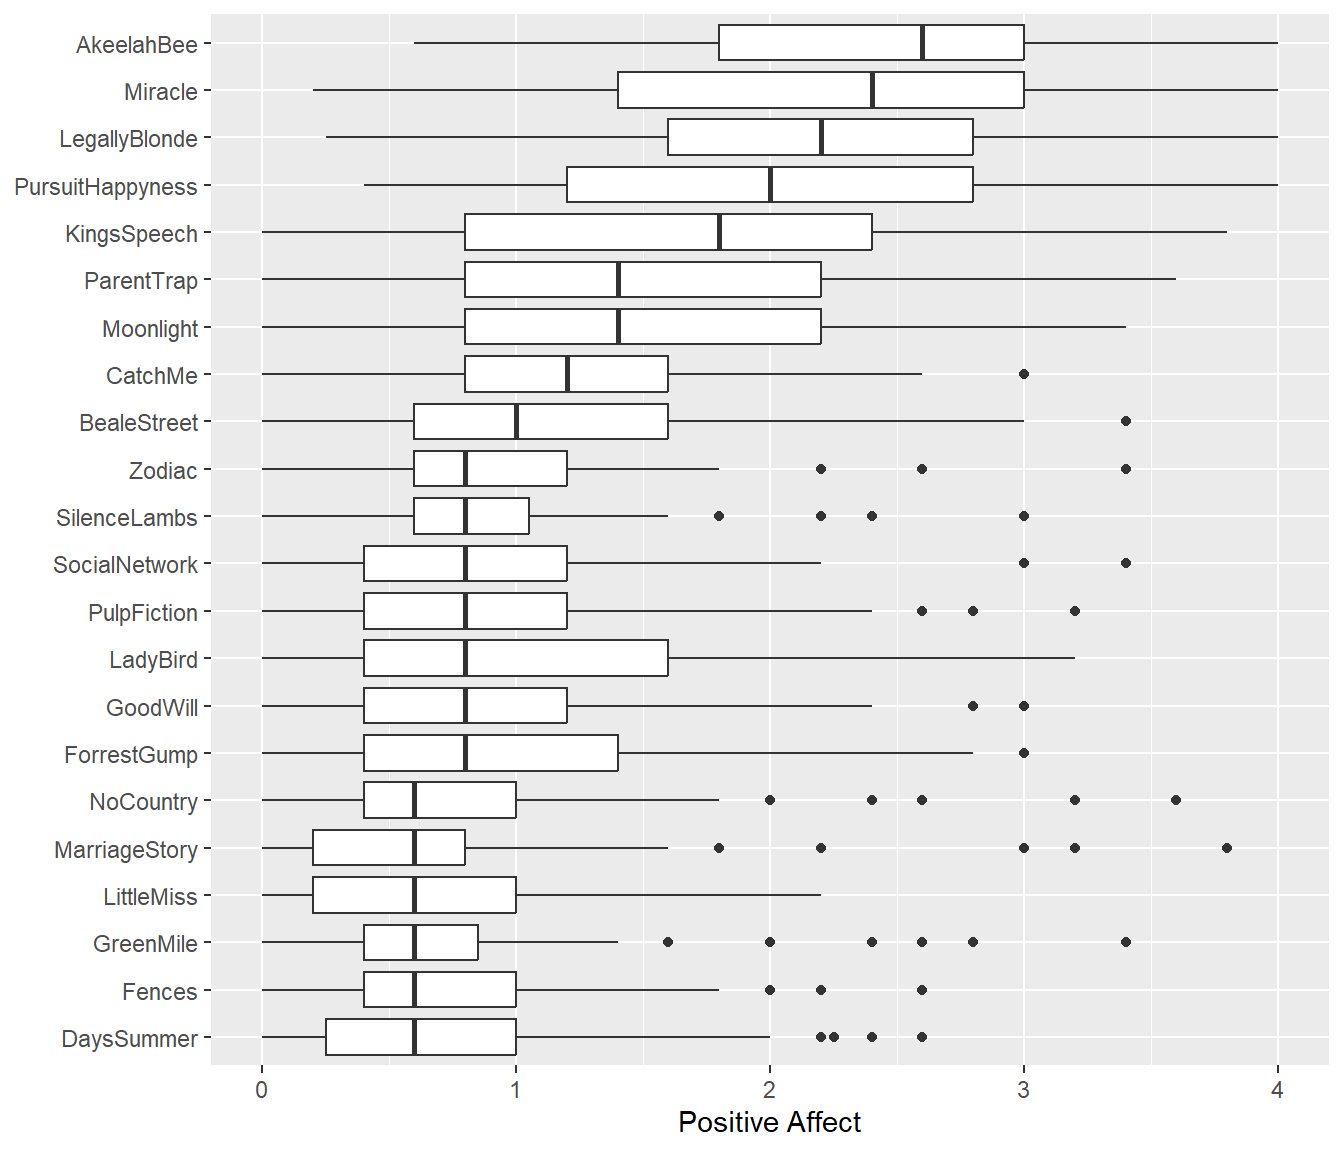 AkeelahBee
Miracle
LegallyBlonde
PursuitHappyness
KingsSpeech
ParentTrap
Moonlight
CatchMe
BealeStreet
Zodiac
SilenceLambs
SocialNetwork
PulpFiction
LadyBird
GoodWill
ForrestGump
NoCountry
MarriageStory
LittleMiss
GreenMile
Fences
DaysSummer
0 1 2 3 4
Positive Affect